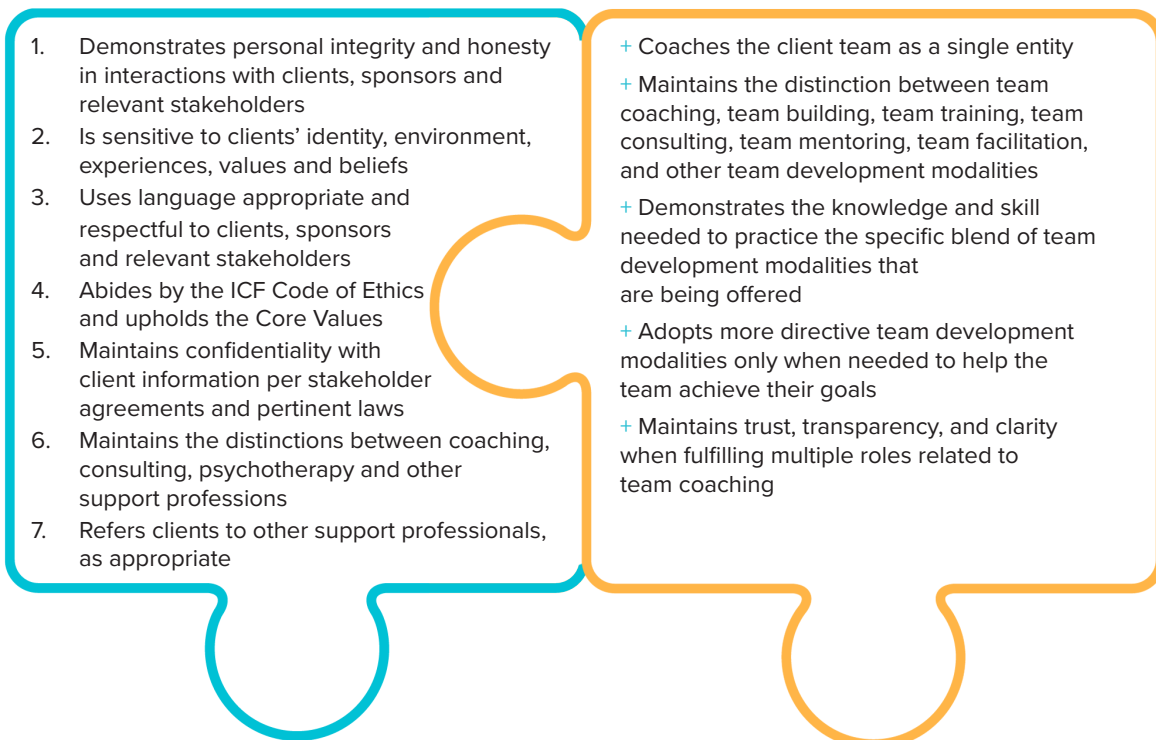 1. Demonstrates personal integrity and honesty
in interactions with clients, sponsors and
relevant stakeholders
2. Is sensitive to clients’ identity, environment,
experiences, values and beliefs
3. Uses language appropriate and
respectful to clients, sponsors
and relevant stakeholders
4. Abides by the ICF Code of Ethics
and upholds the Core Values
5. Maintains confidentiality with
client information per stakeholder
agreements and pertinent laws
6. Maintains the distinctions between coaching,
consulting, psychotherapy and other
support professions
7. Refers clients to other support professionals,
as appropriate
+ Coaches the client team as a single entity
+ Maintains the distinction between team
coaching, team building, team training, team
consulting, team mentoring, team facilitation,
and other team development modalities
+ Demonstrates the knowledge and skill
needed to practice the specific blend of team
development modalities that
are being offered
+ Adopts more directive team development
modalities only when needed to help the
team achieve their goals
+ Maintains trust, transparency, and clarity
when fulfilling multiple roles related to
team coaching